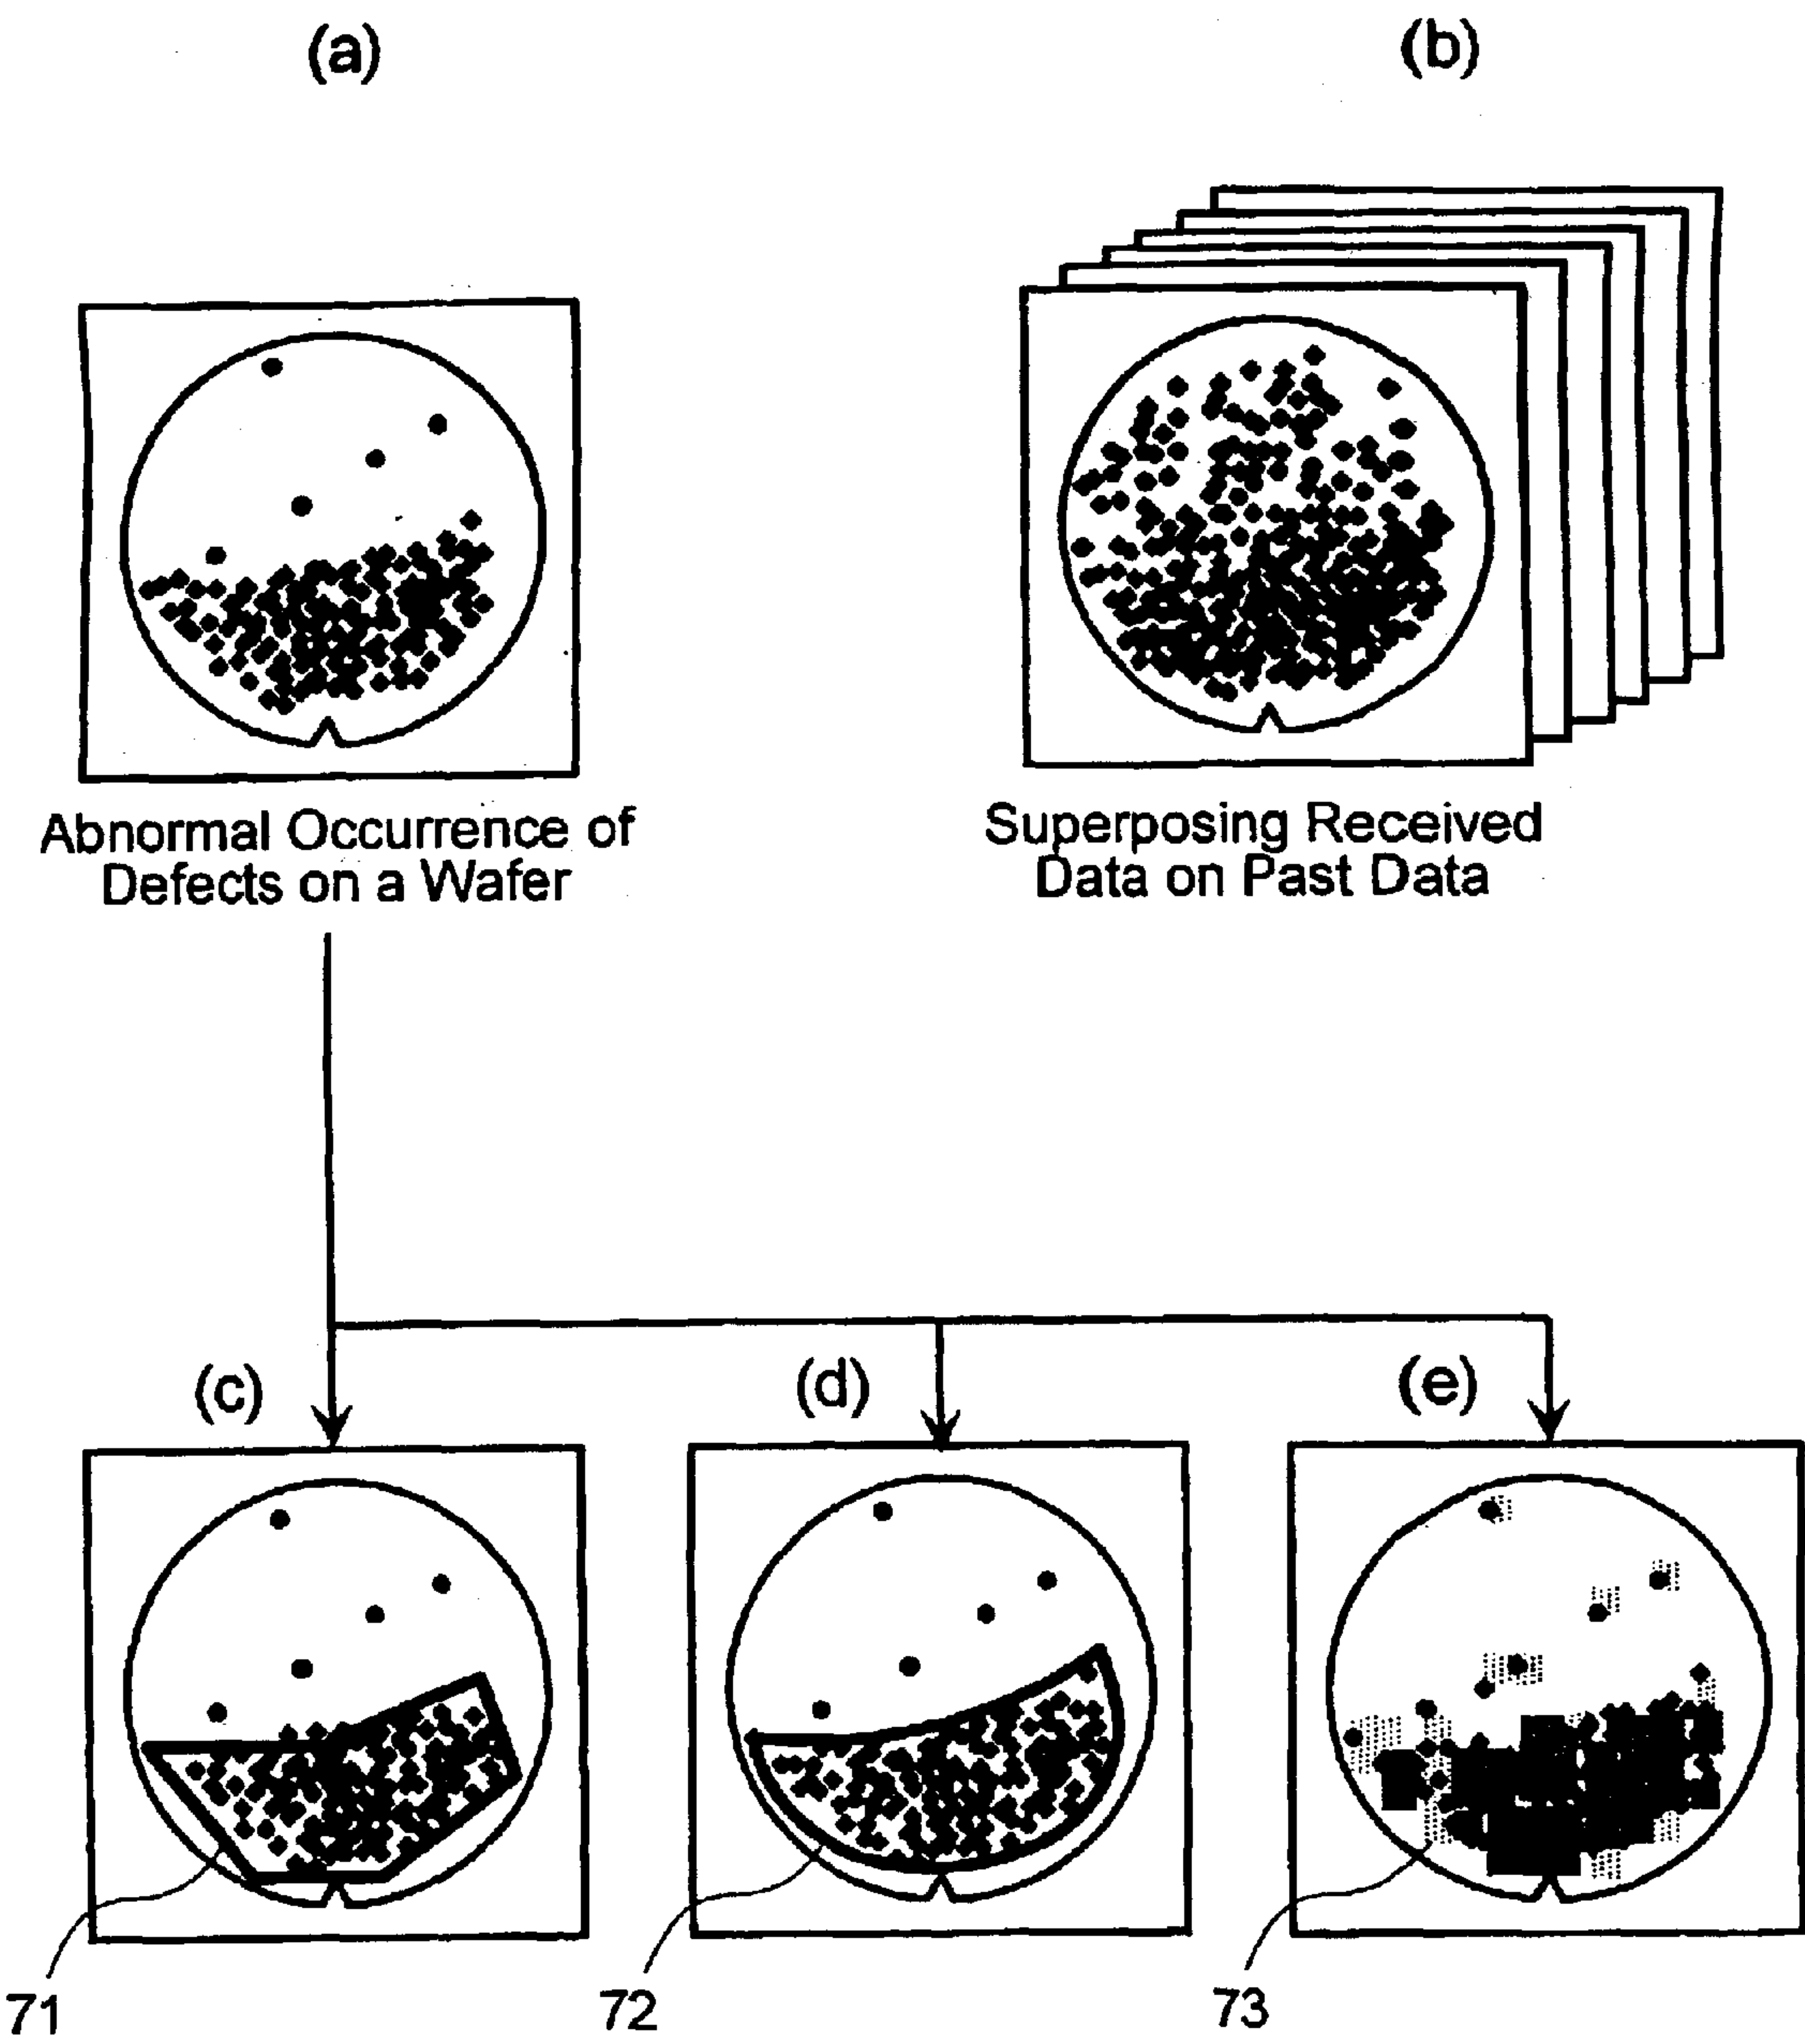 (a)
(b)
Abnormal Occurrence of
Defects on a Wafer
Superposing Received
Data on Past Data
(c)
(d)
(e)
71
72
73